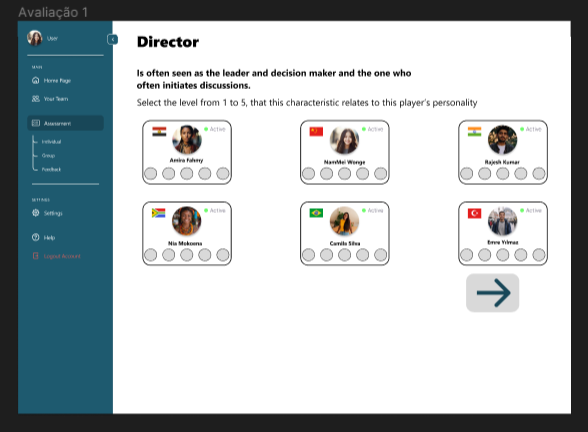 Avaliação 1
User
MAIN
Home Page
Your Team
Assessment
Individual
Group
Feedback
SETTINGS
Settings
Help
Logout Account
Director
Is often seen as the leader and decision maker and the one who
often initiates discussions.
Select the level from 1 to 5, that this characteristic relates to this player's personality
Active
Amira Fahmy
Active
NamMei Wonge
Active
Rajesh Kumar
Active
Nia Mokoena
Active
Camila Silva
Active
Emre Yilmaz